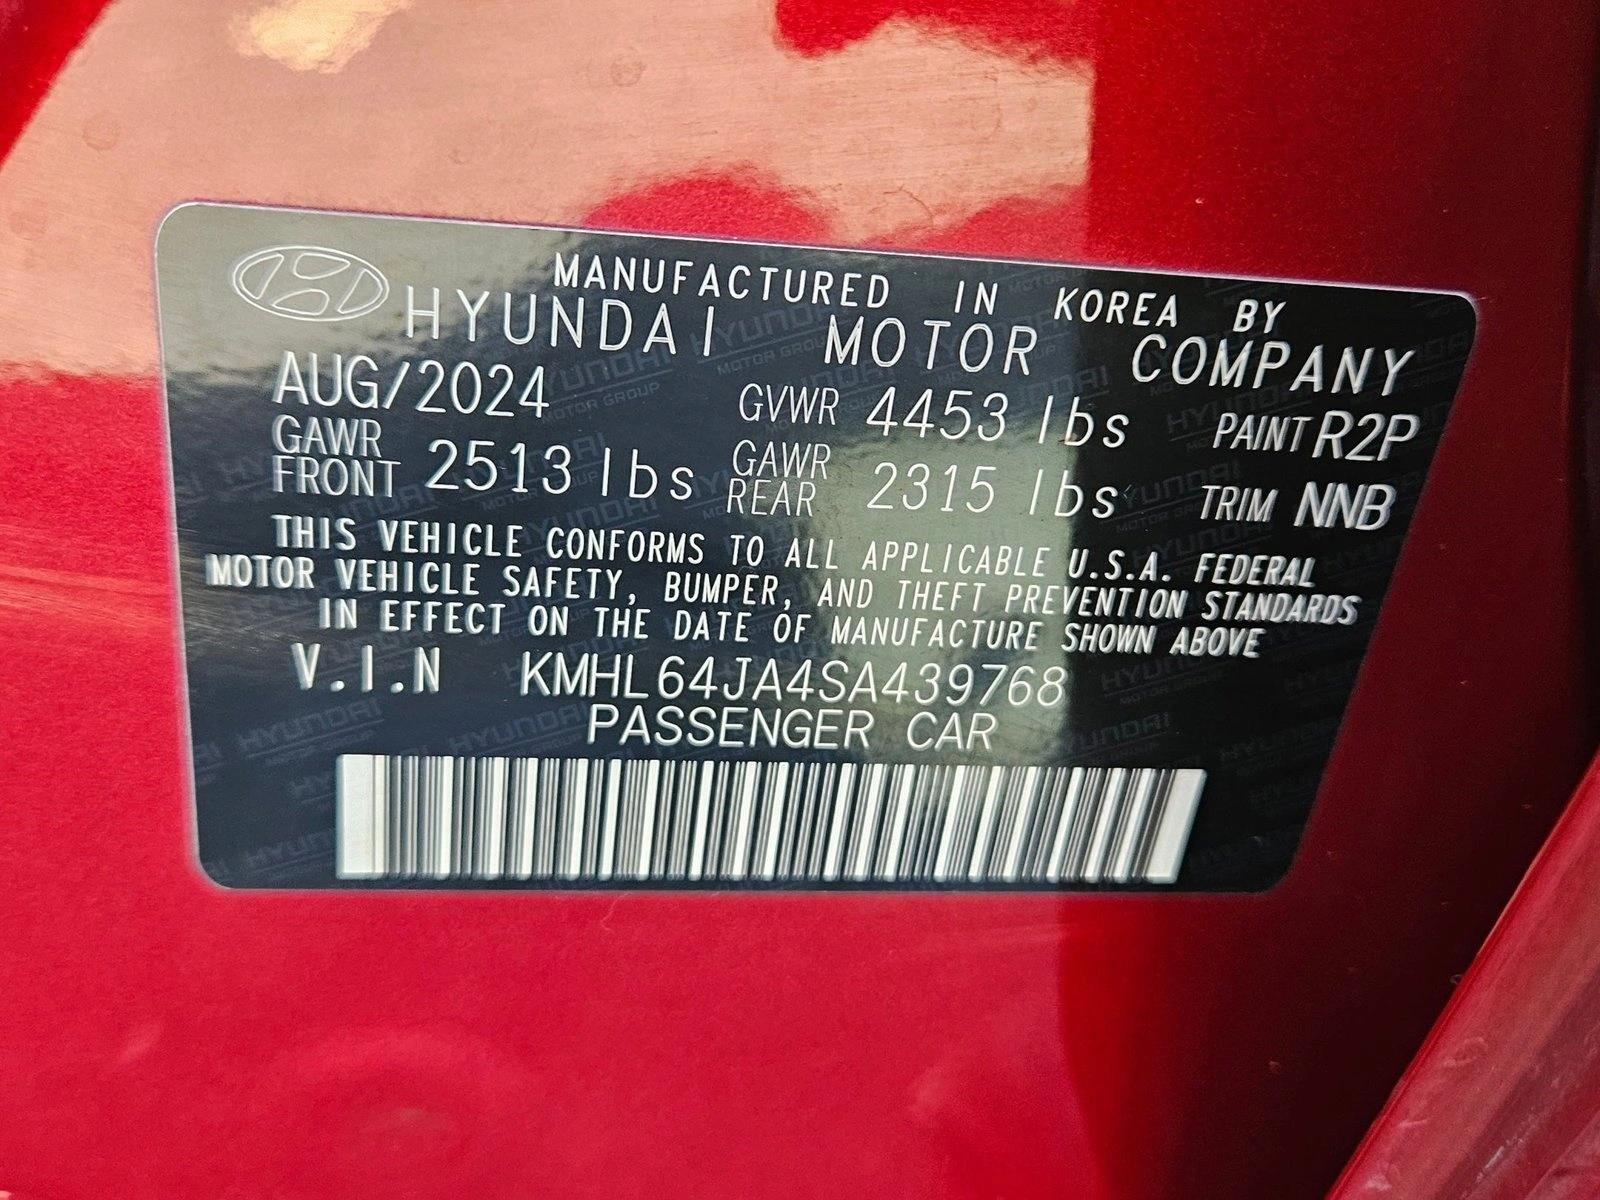 MANUFACTURED IN KOREA BY
HYUNDAI MOTOR COMPANY
AUG/2024 GVWR 4453 lbs PAINT R2P
GAWR FRONT 2513 lbs GAWR REAR 2315 lbs TRIM NNB
THIS VEHICLE CONFORMS TO ALL APPLICABLE U.S.A. FEDERAL
MOTOR VEHICLE SAFETY, BUMPER, AND THEFT PREVENTION STANDARDS
IN EFFECT ON THE DATE OF MANUFACTURE SHOWN ABOVE
V.I.N KMHL64JA4SA439768
PASSENGER CAR